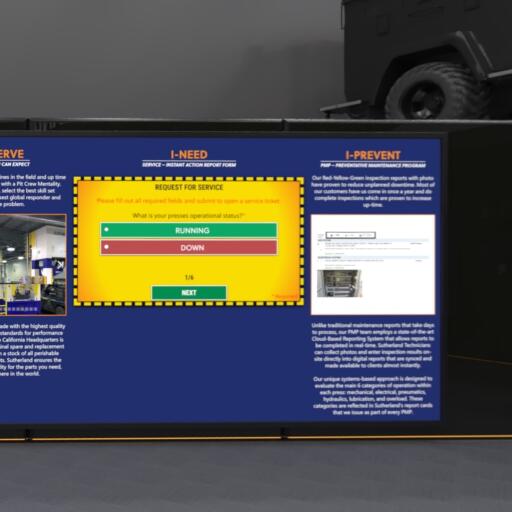 ERVE
CAN EXPECT
ines in the field and up time
with a Pit Crew Mentality.
select the best skill set
est global responder and
problem.
ade with the highest quality
standards for performance
California Headquarters is
inal spare and replacement
a stock of all perishable
ts. Sutherland ensures the
lity for the parts you need,
here in the world.
I-NEED
SERVICE – INSTANT ACTION REPORT FORM
REQUEST FOR SERVICE
Please fill out all required fields and submit to open a service ticket
What is your presses operational status?*
RUNNING
DOWN
1/6
NEXT
I-PREVENT
PMP – PREVENTATIVE MAINTENANCE PROGRAM
Our Red-Yellow-Green inspection reports with photo
have proven to reduce unplanned downtime. Most of
our customers have us come in once a year and do
complete inspections which are proven to increase
up-time.
Unlike traditional maintenance reports that take days
to process, our PMP team employs a state-of-the-art
Cloud-Based Reporting System that allows reports to
be completed in real-time. Sutherland Technicians
can collect photos and enter inspection results on-
site directly into digital reports that are synced and
made available to clients almost instantly.
Our unique systems-based approach is designed to
evaluate the main 6 categories of operation within
each press: mechanical, electrical, pneumatics,
hydraulics, lubrication, and overload. These
categories are reflected in Sutherland's report cards
that we issue as part of every PMP.